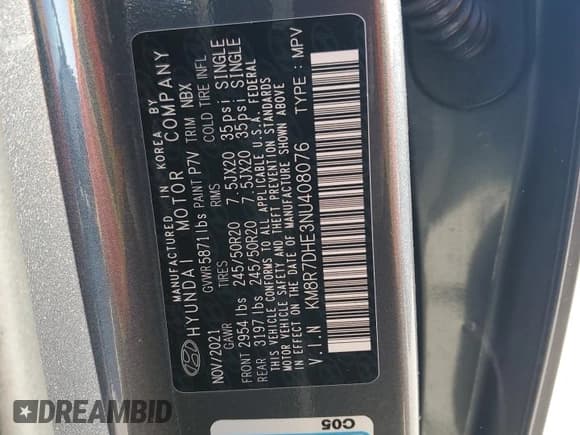 MANUFACTURED IN KOREA BY
HYUNDAI MOTOR COMPANY
NOV/2021 GVWR 5871 lbs PAINT P7V TRIM NBX
GAWR TIRES RIMS COLD TIRE INFL
FRONT 2954 lbs 245/50R20 7.5JX20 35psi SINGLE
REAR 3197 lbs 245/50R20 7.5JX20 35psi SINGLE
THIS VEHICLE CONFORMS TO ALL APPLICABLE U.S.A. FEDERAL
MOTOR VEHICLE SAFETY AND THEFT PREVENTION STANDARDS
IN EFFECT ON THE DATE OF MANUFACTURE SHOWN ABOVE
V.I.N KM8R7DHE3NU408076 TYPE : MPV
C05
DREAMBID